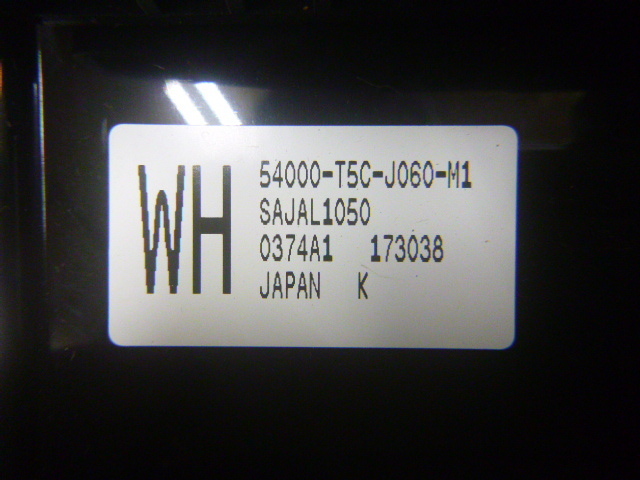 WH
54000-T5C-J060-M1
SAJAL1050
0374A1 173038
JAPAN K